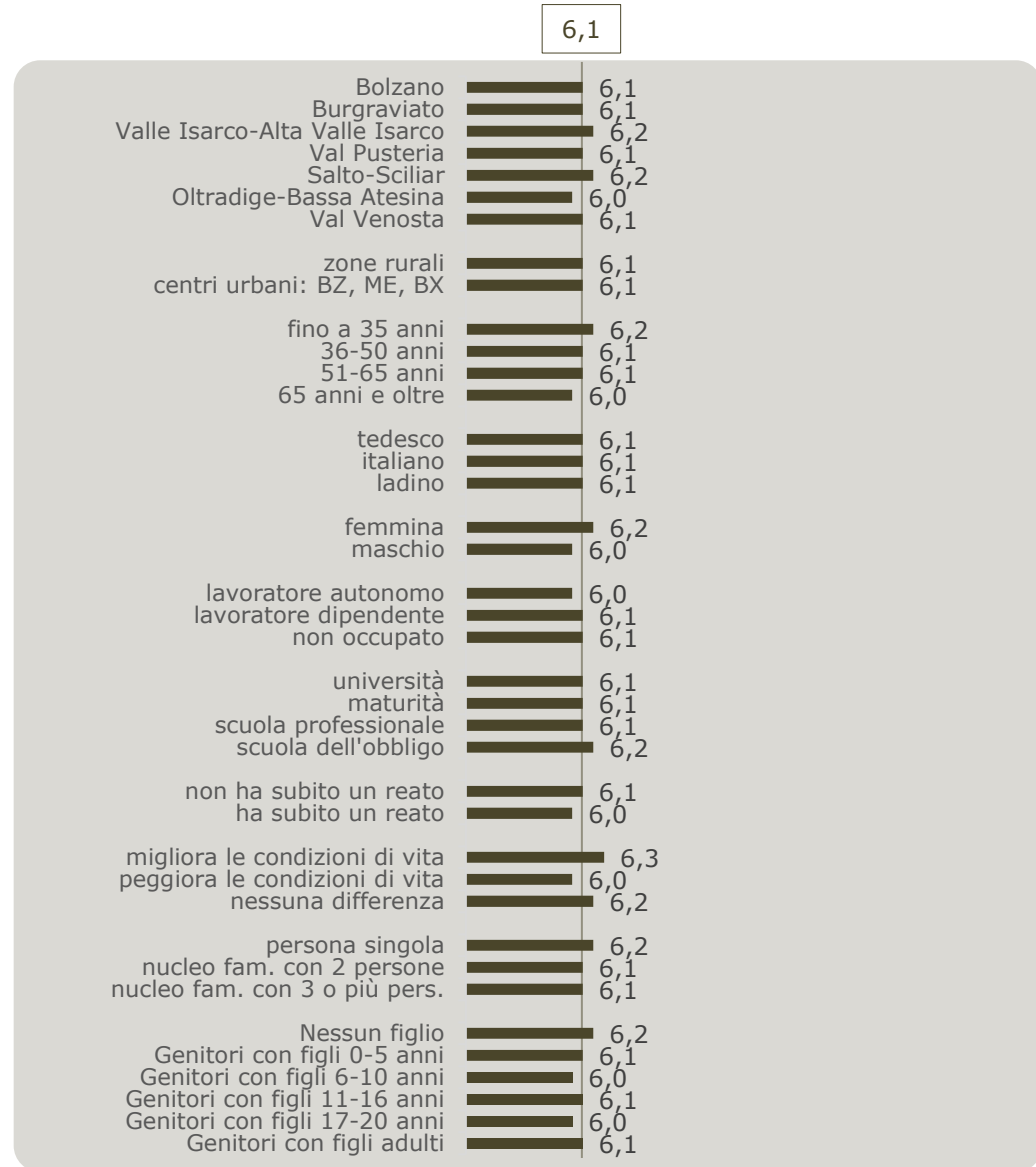 6,1
Bolzano 6,1
Burgraviato 6,1
Valle Isarco-Alta Valle Isarco 6,2
Val Pusteria 6,1
Salto-Sciliar 6,2
Oltradige-Bassa Atesina 6,0
Val Venosta 6,1
zone rurali 6,1
centri urbani: BZ, ME, BX 6,1
fino a 35 anni 6,2
36-50 anni 6,1
51-65 anni 6,1
65 anni e oltre 6,0
tedesco 6,1
italiano 6,1
ladino 6,1
femmina 6,2
maschio 6,0
lavoratore autonomo 6,0
lavoratore dipendente 6,1
non occupato 6,1
università 6,1
maturità 6,1
scuola professionale 6,1
scuola dell'obbligo 6,2
non ha subito un reato 6,1
ha subito un reato 6,0
migliora le condizioni di vita 6,3
peggiora le condizioni di vita 6,0
nessuna differenza 6,2
persona singola 6,2
nucleo fam. con 2 persone 6,1
nucleo fam. con 3 o più pers. 6,1
Nessun figlio 6,2
Genitori con figli 0-5 anni 6,1
Genitori con figli 6-10 anni 6,0
Genitori con figli 11-16 anni 6,1
Genitori con figli 17-20 anni 6,0
Genitori con figli adulti 6,1